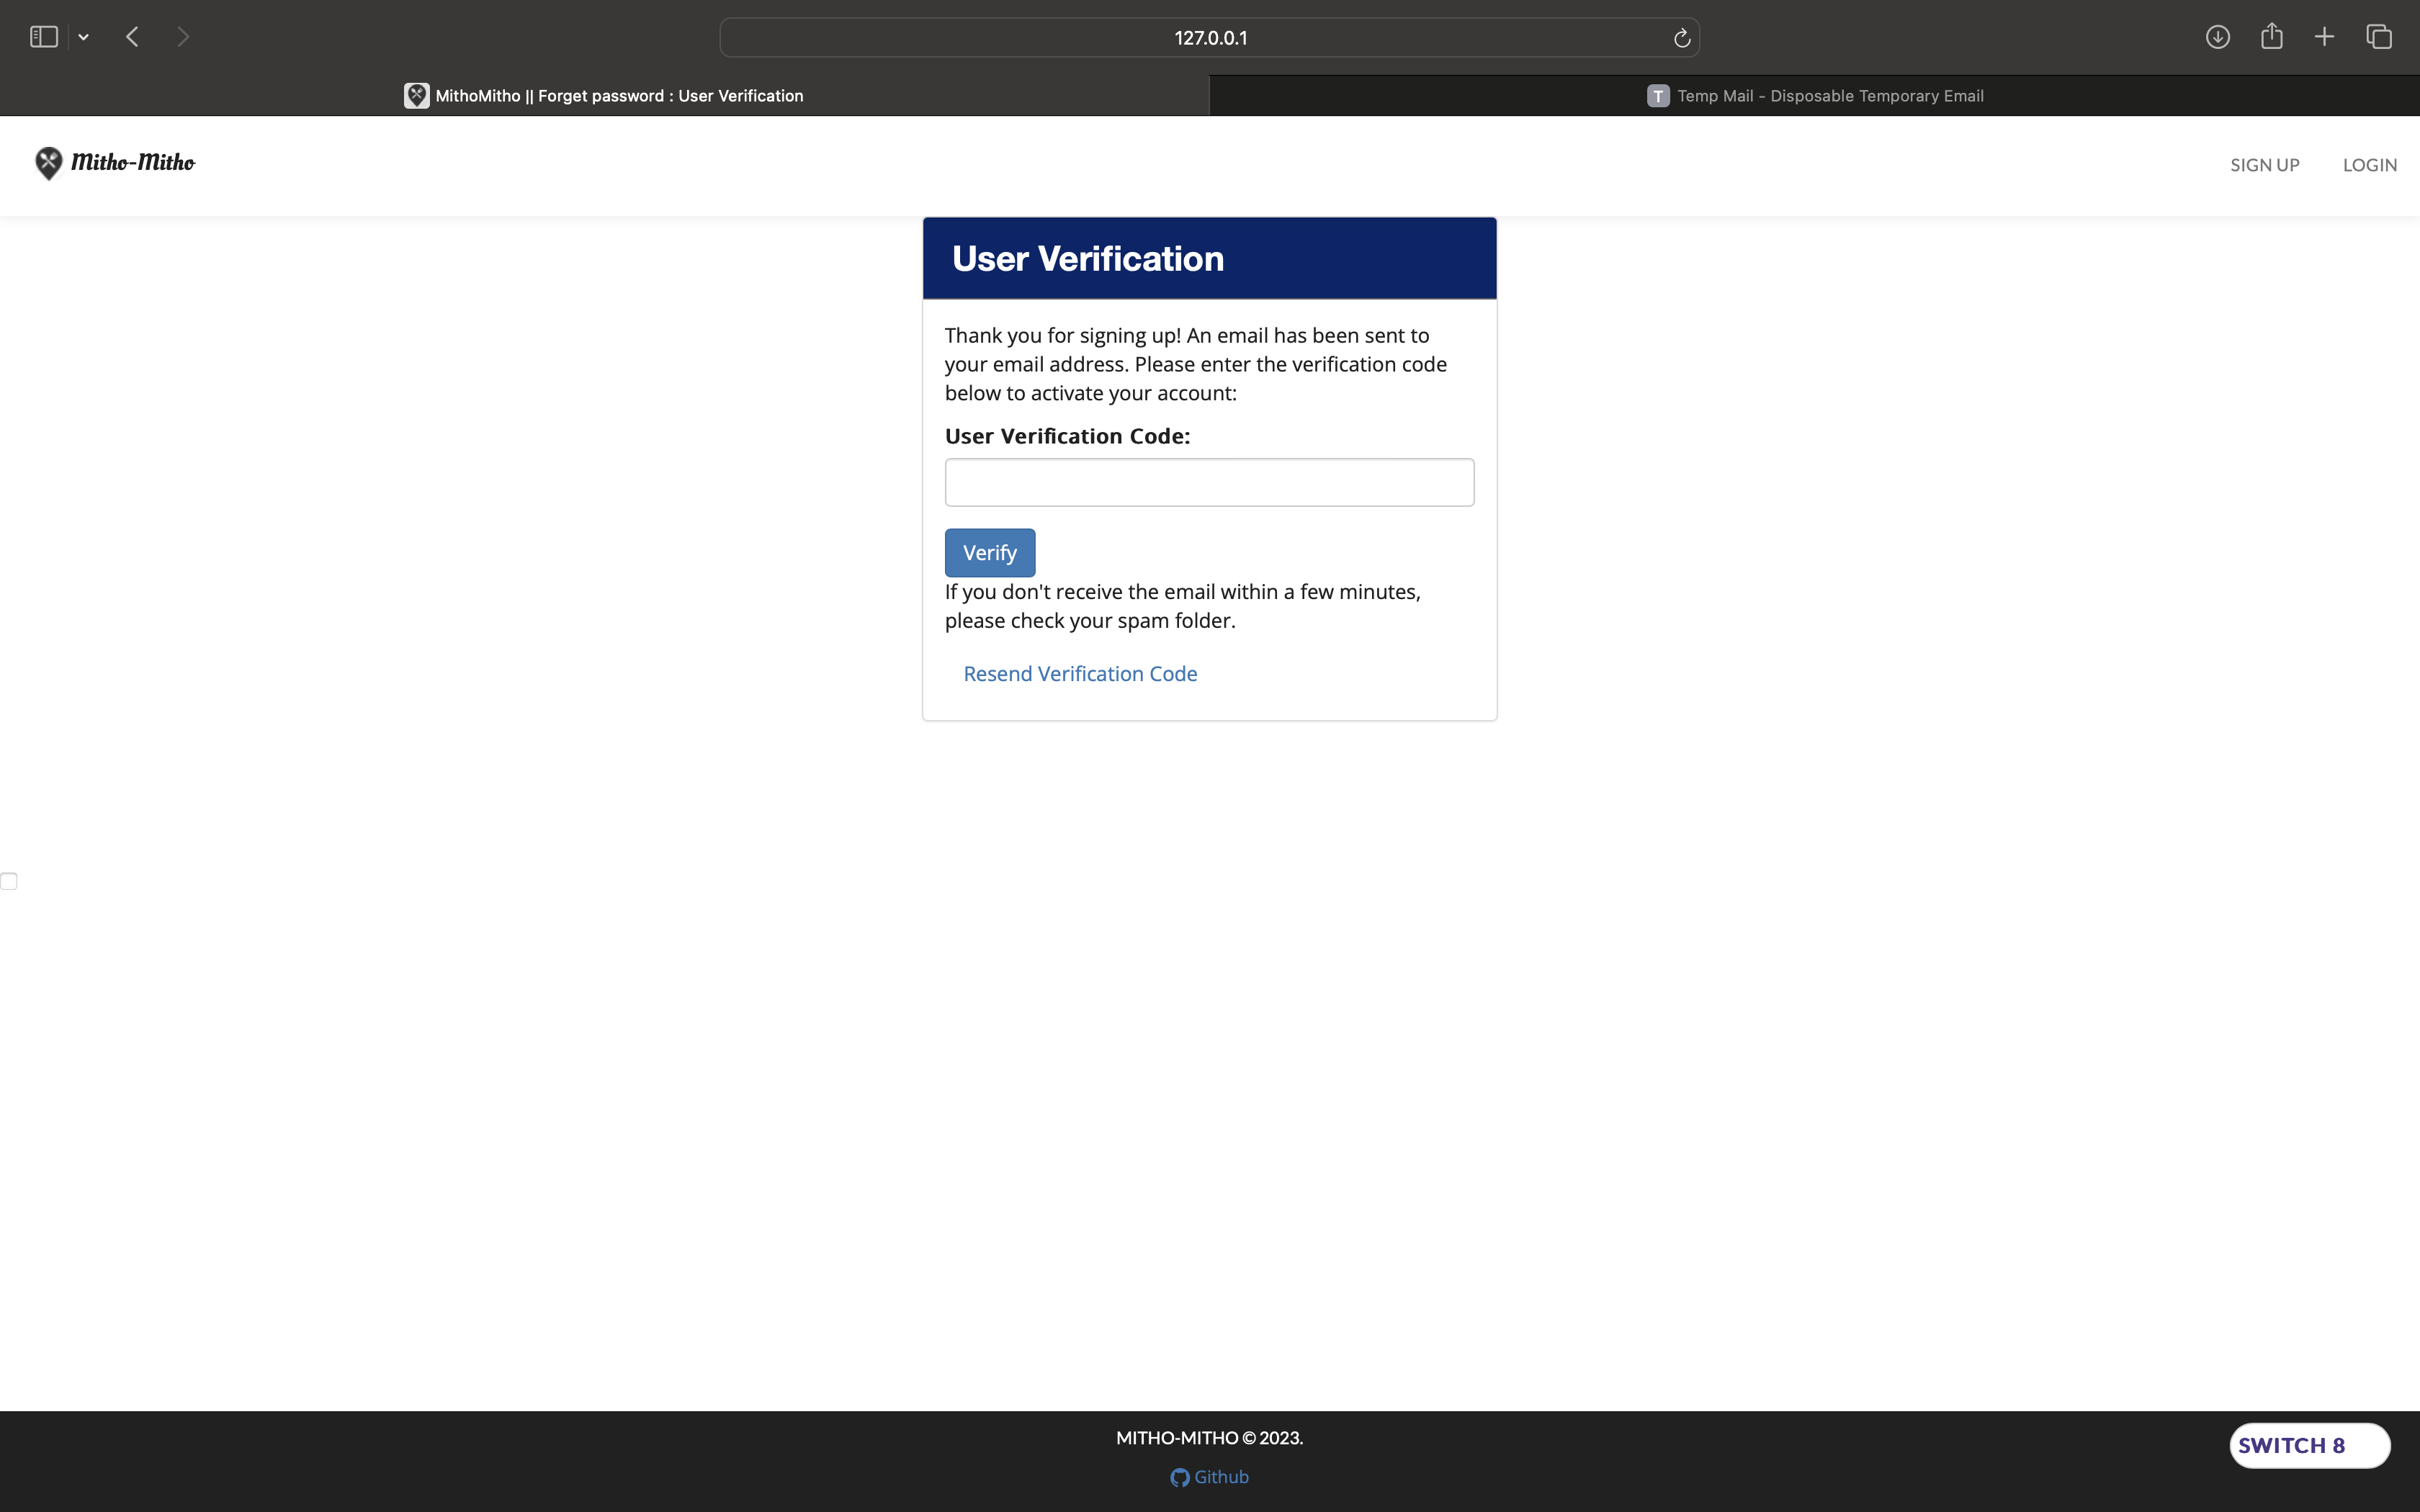 127.0.0.1
MithoMitho || Forget password : User Verification
T Temp Mail - Disposable Temporary Email
Mitho-Mitho
SIGN UP
LOGIN
User Verification
Thank you for signing up! An email has been sent to
your email address. Please enter the verification code
below to activate your account:
User Verification Code:
Verify
If you don't receive the email within a few minutes,
please check your spam folder.
Resend Verification Code
MITHO-MITHO © 2023.
Github
SWITCH 8